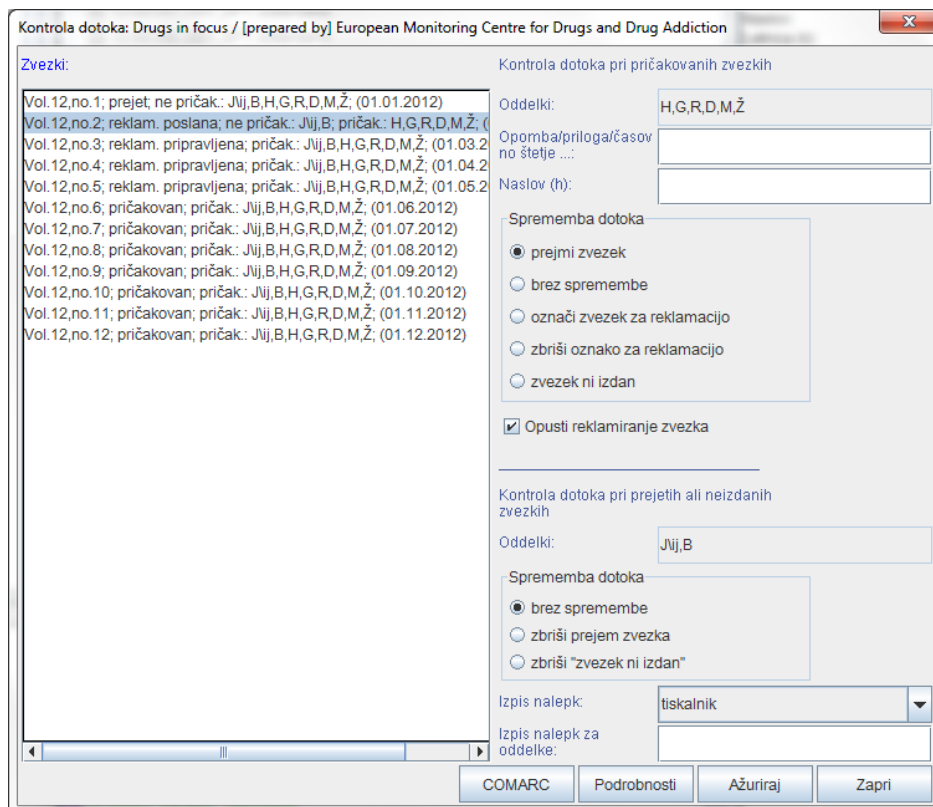 Kontrola dotoka: Drugs in focus / [prepared by] European Monitoring Centre for Drugs and Drug Addiction
Zvezki:
Vol.12,no.1; prejet; ne pričak.: J\ij,B,H,G,R,D,M,Ž; (01.01.2012)
Vol.12,no.2; reklam. poslana; ne pričak.: J\ij,B; pričak.: H,G,R,D,M,Ž; (
Vol.12,no.3; reklam. pripravljena; pričak.: J\ij,B,H,G,R,D,M,Ž; (01.03.2
Vol.12,no.4; reklam. pripravljena; pričak.: J\ij,B,H,G,R,D,M,Ž; (01.04.2
Vol.12,no.5; reklam. pripravljena; pričak.: J\ij,B,H,G,R,D,M,Ž; (01.05.2
Vol.12,no.6; pričakovan; pričak.: J\ij,B,H,G,R,D,M,Ž; (01.06.2012)
Vol.12,no.7; pričakovan; pričak.: J\ij,B,H,G,R,D,M,Ž; (01.07.2012)
Vol.12,no.8; pričakovan; pričak.: J\ij,B,H,G,R,D,M,Ž; (01.08.2012)
Vol.12,no.9; pričakovan; pričak.: J\ij,B,H,G,R,D,M,Ž; (01.09.2012)
Vol.12,no.10; pričakovan; pričak.: J\ij,B,H,G,R,D,M,Ž; (01.10.2012)
Vol.12,no.11; pričakovan; pričak.: J\ij,B,H,G,R,D,M,Ž; (01.11.2012)
Vol.12,no.12; pričakovan; pričak.: J\ij,B,H,G,R,D,M,Ž; (01.12.2012)
Kontrola dotoka pri pričakovanih zvezkih
Oddelki: H,G,R,D,M,Ž
Opomba/priloga/časov
no štetje ...:
Naslov (h):
Sprememba dotoka
prejmi zvezek
brez spremembe
označi zvezek za reklamacijo
zbriši oznako za reklamacijo
zvezek ni izdan
Opusti reklamiranje zvezka
Kontrola dotoka pri prejetih ali neizdanih
zvezkih
Oddelki: J\ij,B
Sprememba dotoka
brez spremembe
zbriši prejem zvezka
zbriši "zvezek ni izdan"
Izpis nalepk: tiskalnik
Izpis nalepk za
oddelke:
COMARC Podrobnosti Ažuriraj Zapri